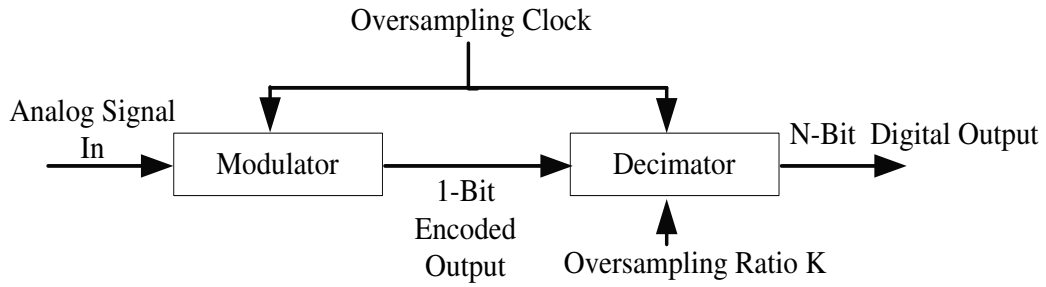 Oversampling Clock
Analog Signal
In
Modulator
1-Bit
Encoded
Output
Decimator
N-Bit Digital Output
Oversampling Ratio K